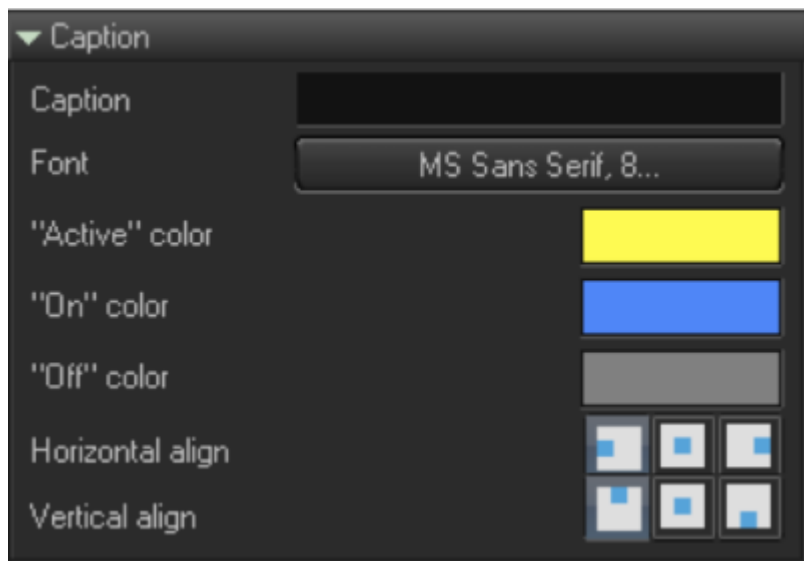 Caption
Caption
Font MS Sans Serif, 8...
"Active" color
"On" color
"Off" color
Horizontal align
Vertical align